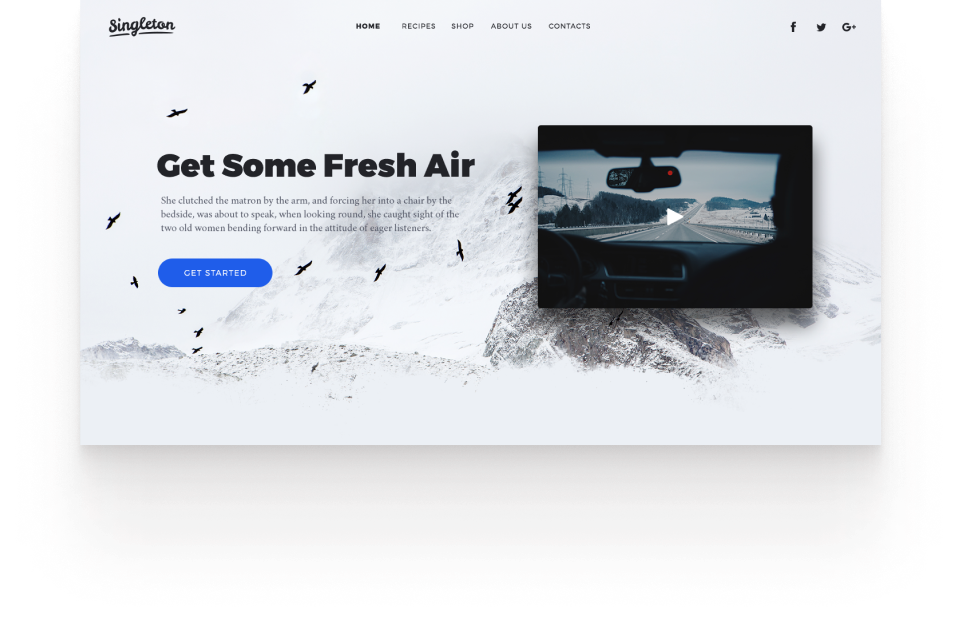 Singleton
HOME RECIPES SHOP ABOUT US CONTACTS
f G+
Get Some Fresh Air
She clutched the matron by the arm, and forcing her into a chair by the
bedside, was about to speak, when looking round, she caught sight of the
two old women bending forward in the attitude of eager listeners.
GET STARTED